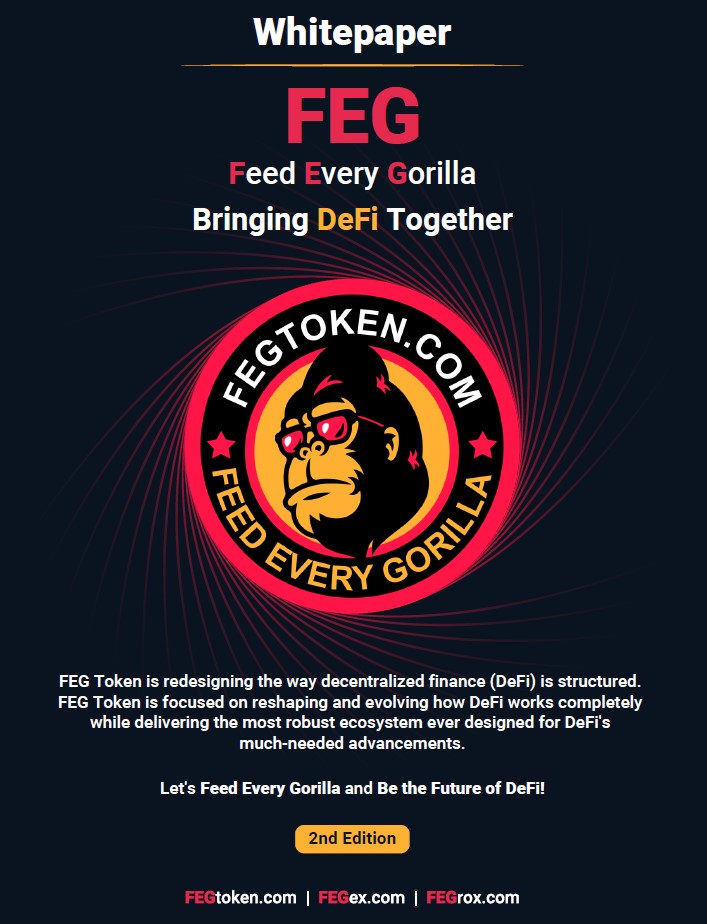 Whitepaper
FEG
Feed Every Gorilla
Bringing DeFi Together
FEGTOKEN.COM
FEED EVERY GORILLA
FEG Token is redesigning the way decentralized finance (DeFi) is structured.
FEG Token is focused on reshaping and evolving how DeFi works completely
while delivering the most robust ecosystem ever designed for DeFi's
much-needed advancements.
Let's Feed Every Gorilla and Be the Future of DeFi!
2nd Edition
FEGtoken.com | FEGex.com | FEGrox.com